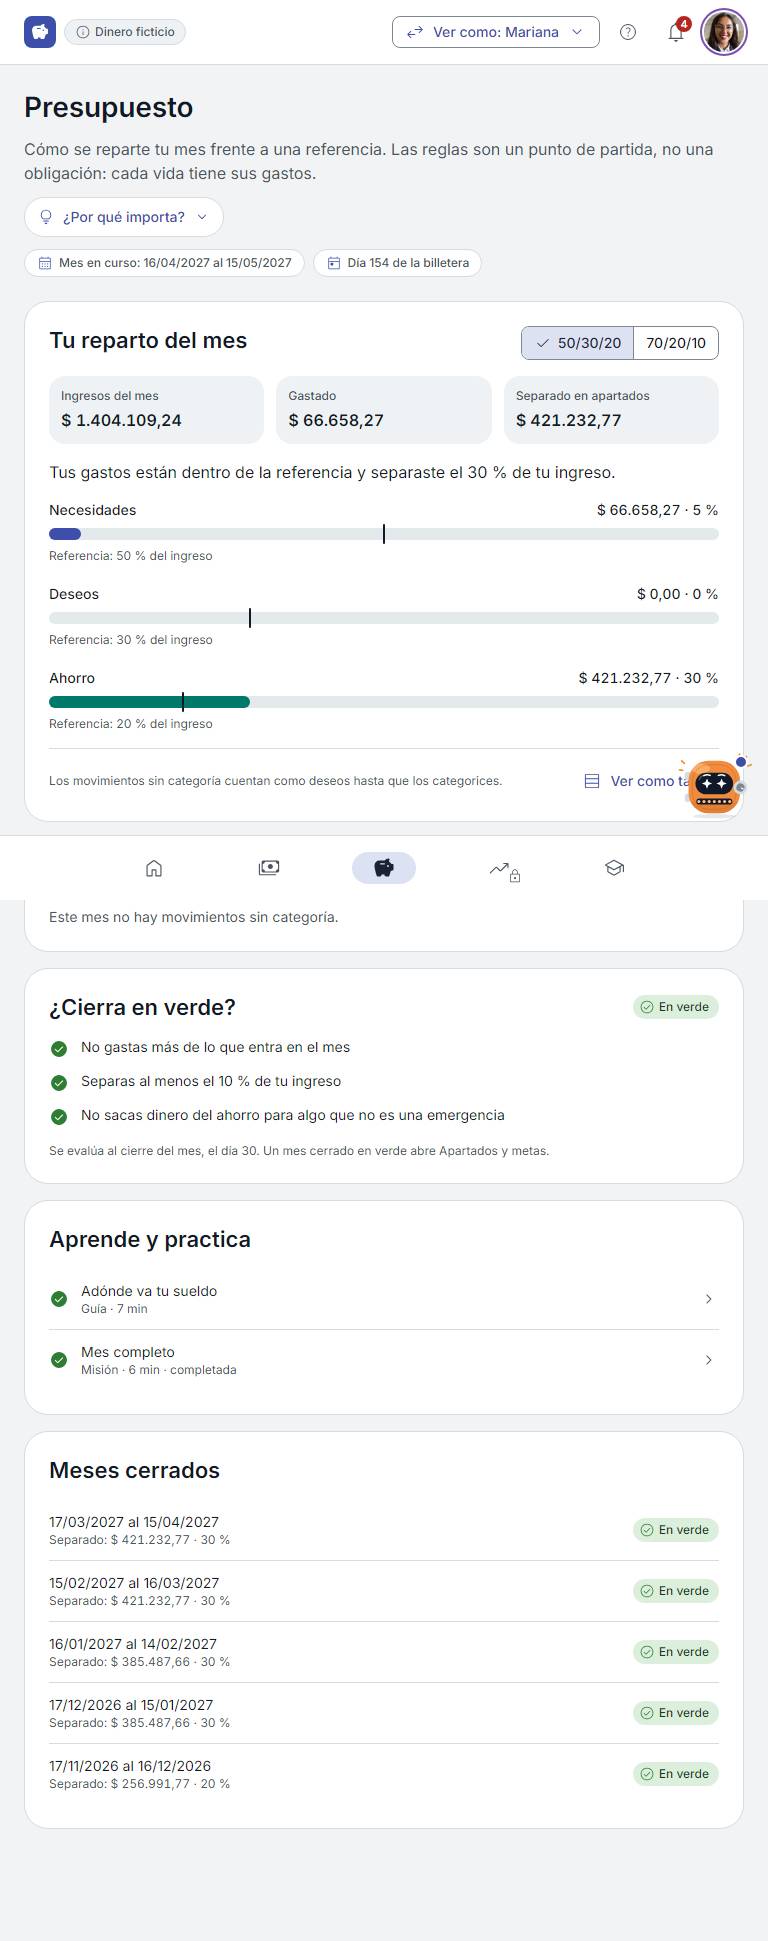 Dinero ficticio
Ver como: Mariana
4
Presupuesto
Cómo se reparte tu mes frente a una referencia. Las reglas son un punto de partida, no una
obligación: cada vida tiene sus gastos.
¿Por qué importa?
Mes en curso: 16/04/2027 al 15/05/2027
Día 154 de la billetera
Tu reparto del mes
50/30/20
70/20/10
Ingresos del mes
$ 1.404.109,24
Gastado
$ 66.658,27
Separado en apartados
$ 421.232,77
Tus gastos están dentro de la referencia y separaste el 30 % de tu ingreso.
Necesidades
$ 66.658,27 · 5 %
Referencia: 50 % del ingreso
Deseos
$ 0,00 · 0 %
Referencia: 30 % del ingreso
Ahorro
$ 421.232,77 · 30 %
Referencia: 20 % del ingreso
Los movimientos sin categoría cuentan como deseos hasta que los categorices.
Ver como ta
Este mes no hay movimientos sin categoría.
¿Cierra en verde?
En verde
No gastas más de lo que entra en el mes
Separas al menos el 10 % de tu ingreso
No sacas dinero del ahorro para algo que no es una emergencia
Se evalúa al cierre del mes, el día 30. Un mes cerrado en verde abre Apartados y metas.
Aprende y practica
Adónde va tu sueldo
Guía · 7 min
Mes completo
Misión · 6 min · completada
Meses cerrados
17/03/2027 al 15/04/2027
Separado: $ 421.232,77 · 30 %
En verde
15/02/2027 al 16/03/2027
Separado: $ 421.232,77 · 30 %
En verde
16/01/2027 al 14/02/2027
Separado: $ 385.487,66 · 30 %
En verde
17/12/2026 al 15/01/2027
Separado: $ 385.487,66 · 30 %
En verde
17/11/2026 al 16/12/2026
Separado: $ 256.991,77 · 20 %
En verde